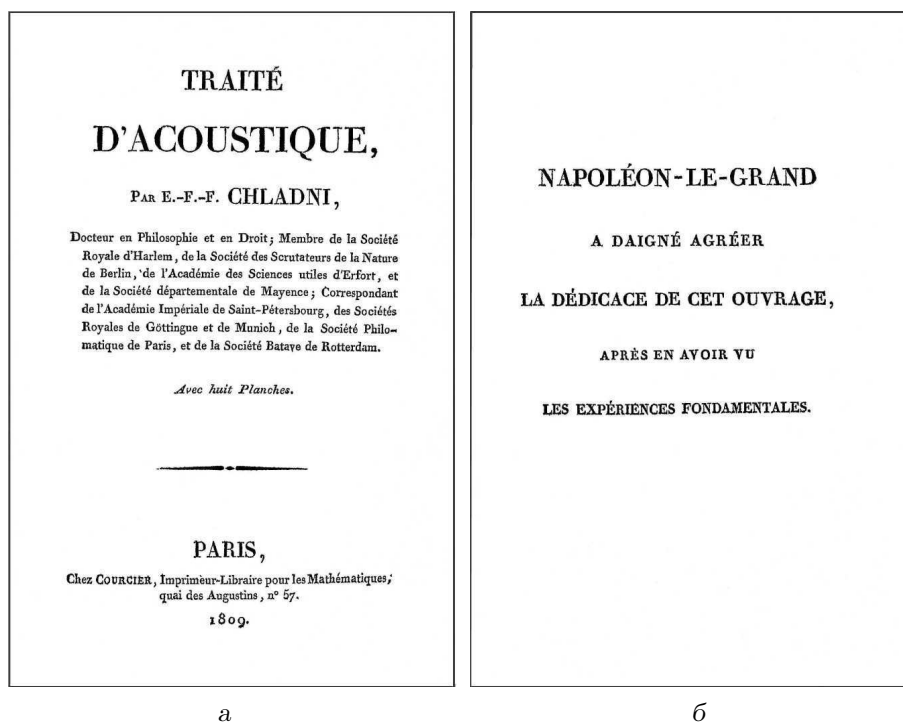 TRAITÉ
D'ACOUSTIQUE,
PAR E.-F.-F. CHLADNI,
Docteur en Philosophie et en Droit; Membre de la Société
Royale d'Harlem, de la Société des Scrutateurs de la Nature
de Berlin, de l'Académie des Sciences utiles d'Erfort, et
de la Société départementale de Mayence; Correspondant
de l'Académie Impériale de Saint-Pétersbourg, des Sociétés
Royales de Göttingue et de Munich, de la Société Philo-
matique de Paris, et de la Société Batave de Rotterdam.
Avec huit Planches.
PARIS,
Chez COURCIER, Imprimeur-Libraire pour les Mathématiques,
quai des Augustins, n° 57.
1809.
а
NAPOLÉON-LE-GRAND
A DAIGNÉ AGRÉER
LA DÉDICACE DE CET OUVRAGE,
APRÈS EN AVOIR VU
LES EXPÉRIENCES FONDAMENTALES.
б